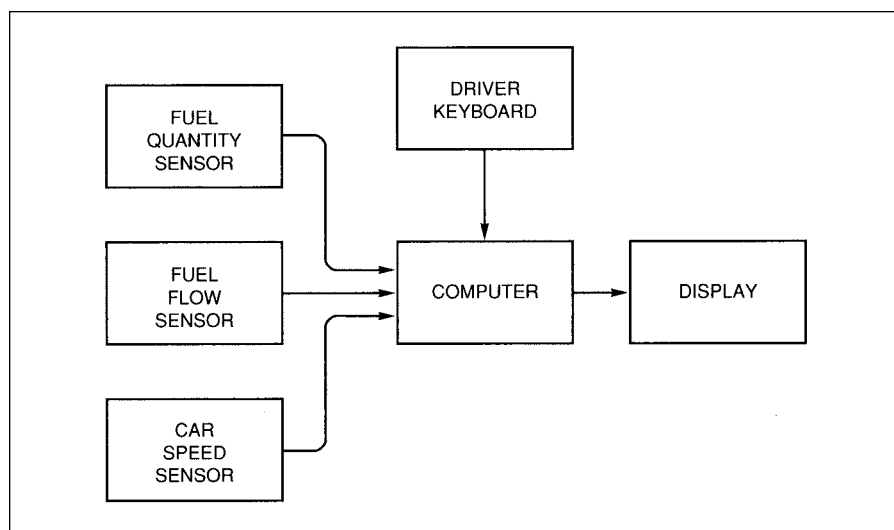 FUEL
QUANTITY
SENSOR
DRIVER
KEYBOARD
FUEL
FLOW
SENSOR
COMPUTER
DISPLAY
CAR
SPEED
SENSOR